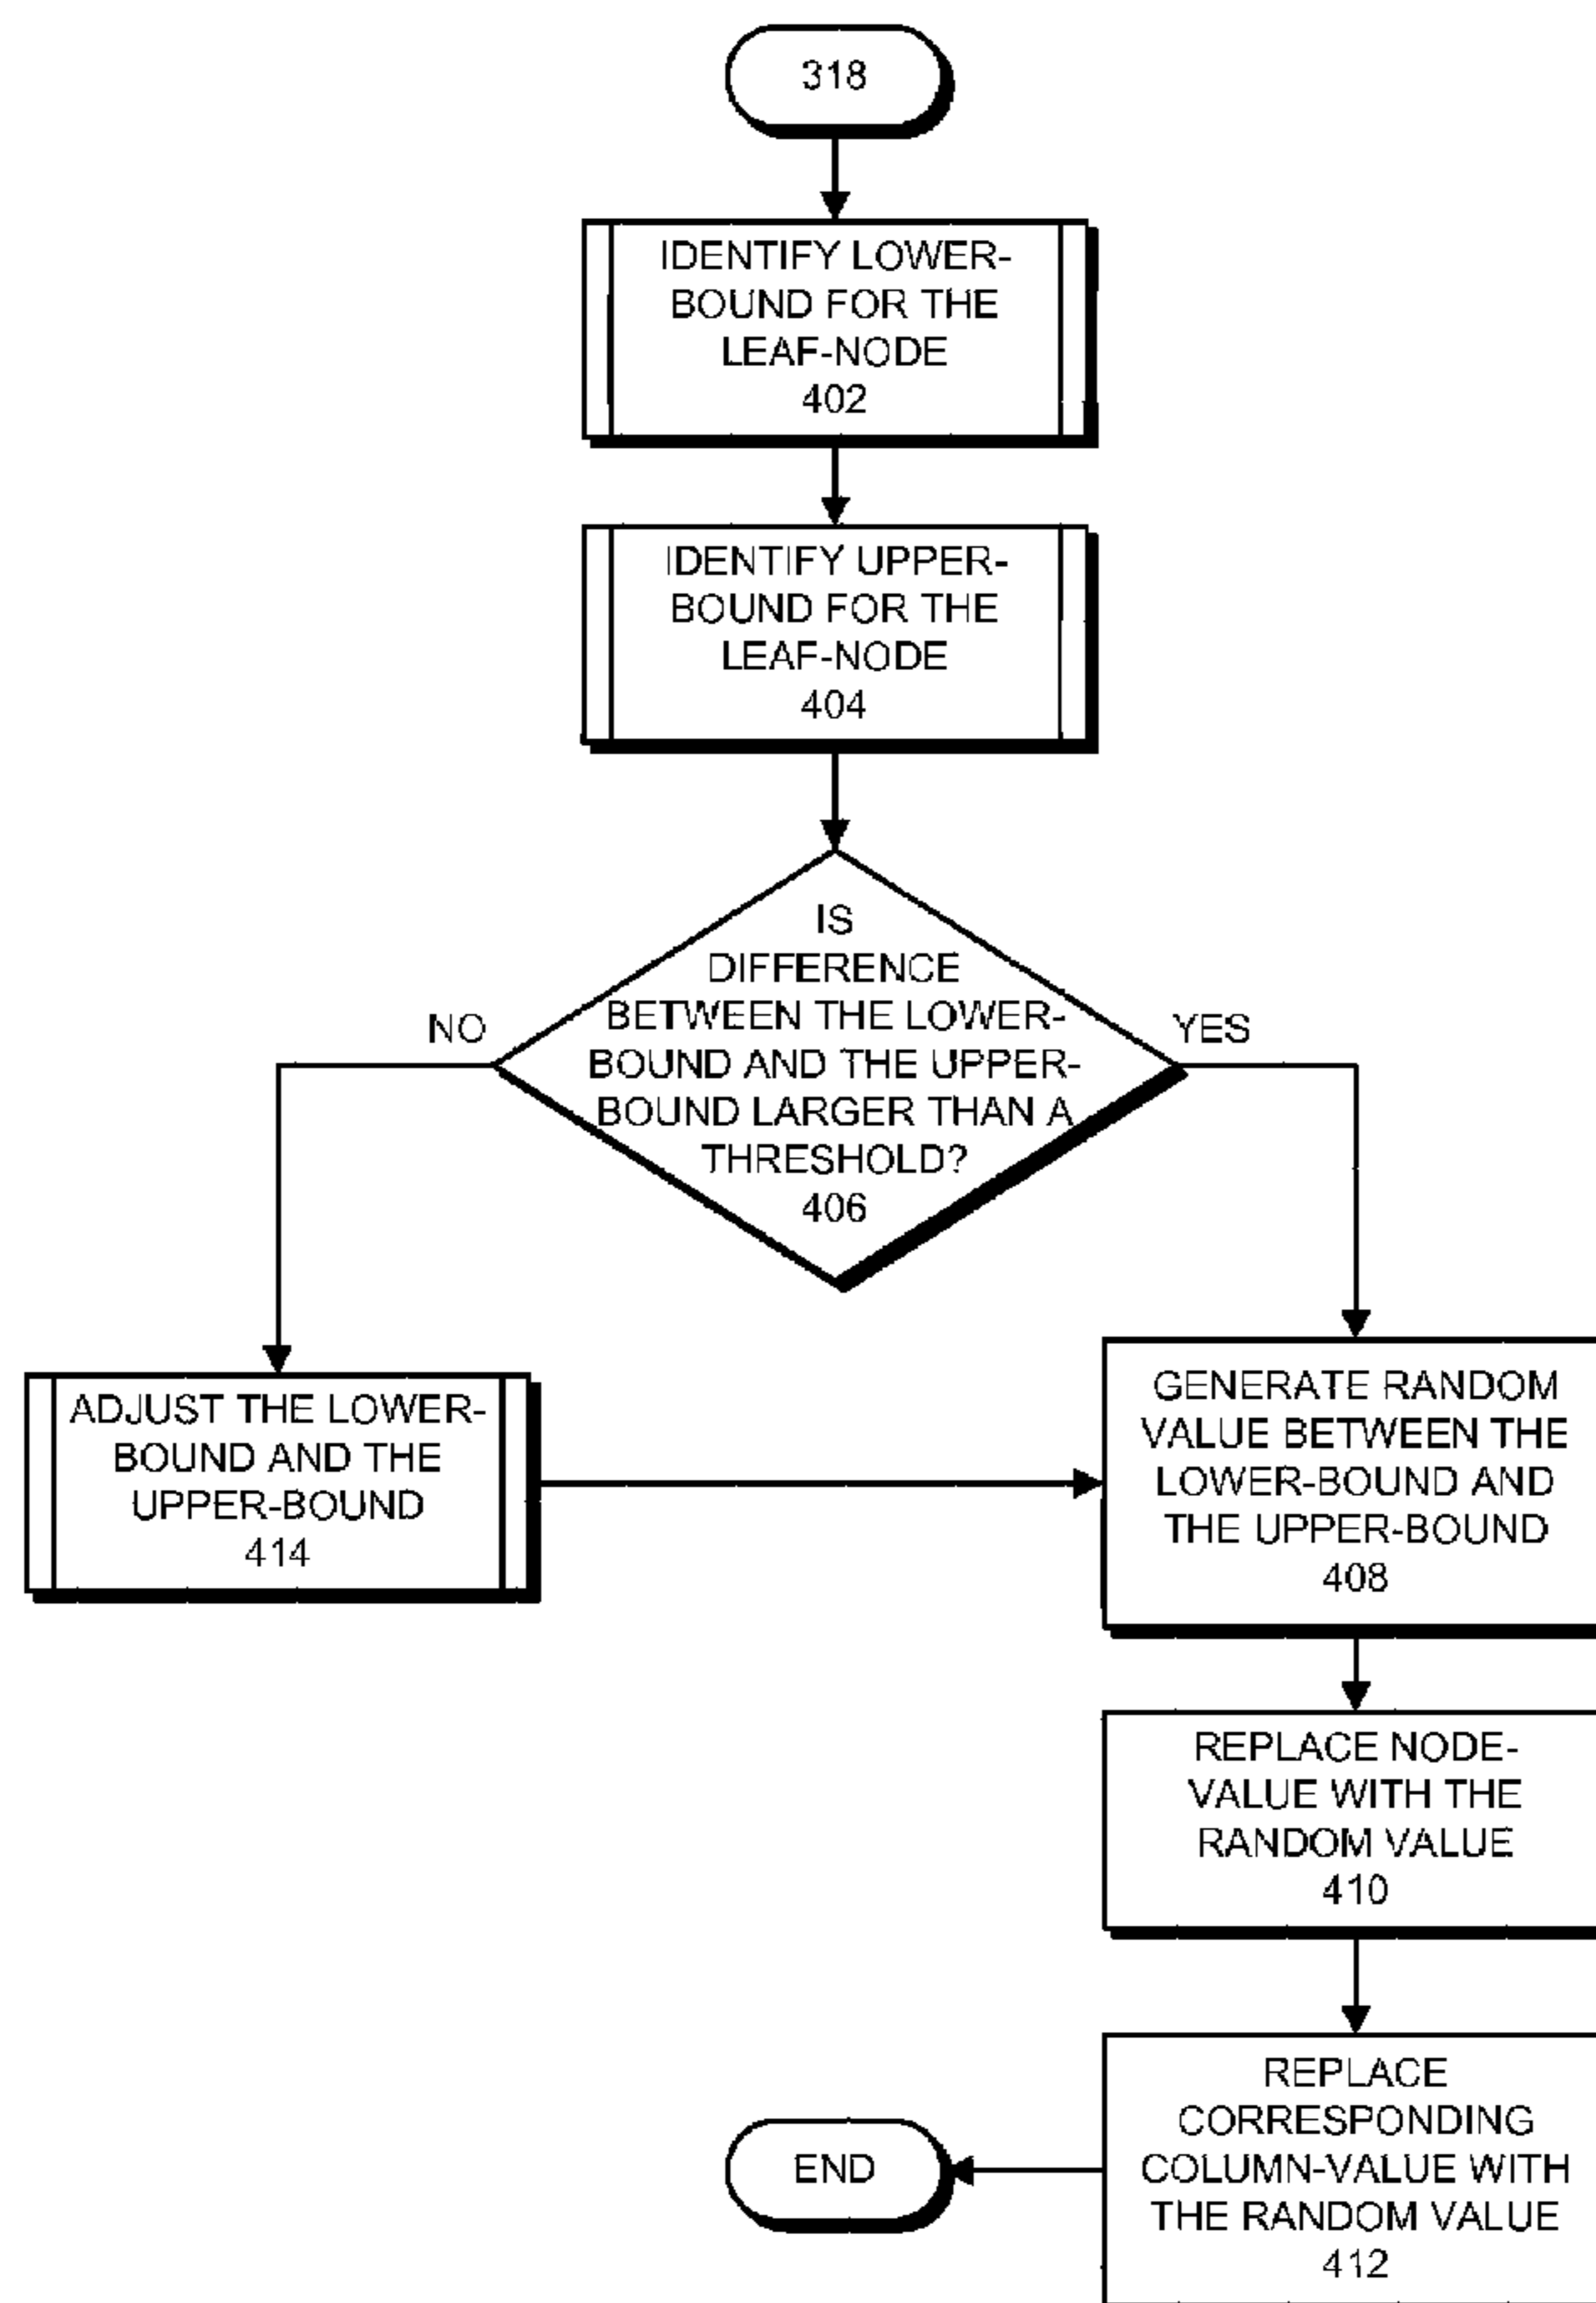 318
IDENTIFY LOWER-
BOUND FOR THE
LEAF-NODE
402
IDENTIFY UPPER-
BOUND FOR THE
LEAF-NODE
404
IS
DIFFERENCE
BETWEEN THE LOWER-
BOUND AND THE UPPER-
BOUND LARGER THAN A
THRESHOLD?
406
NO
YES
ADJUST THE LOWER-
BOUND AND THE
UPPER-BOUND
414
GENERATE RANDOM
VALUE BETWEEN THE
LOWER-BOUND AND
THE UPPER-BOUND
408
REPLACE NODE-
VALUE WITH THE
RANDOM VALUE
410
REPLACE
CORRESPONDING
COLUMN-VALUE WITH
THE RANDOM VALUE
412
END